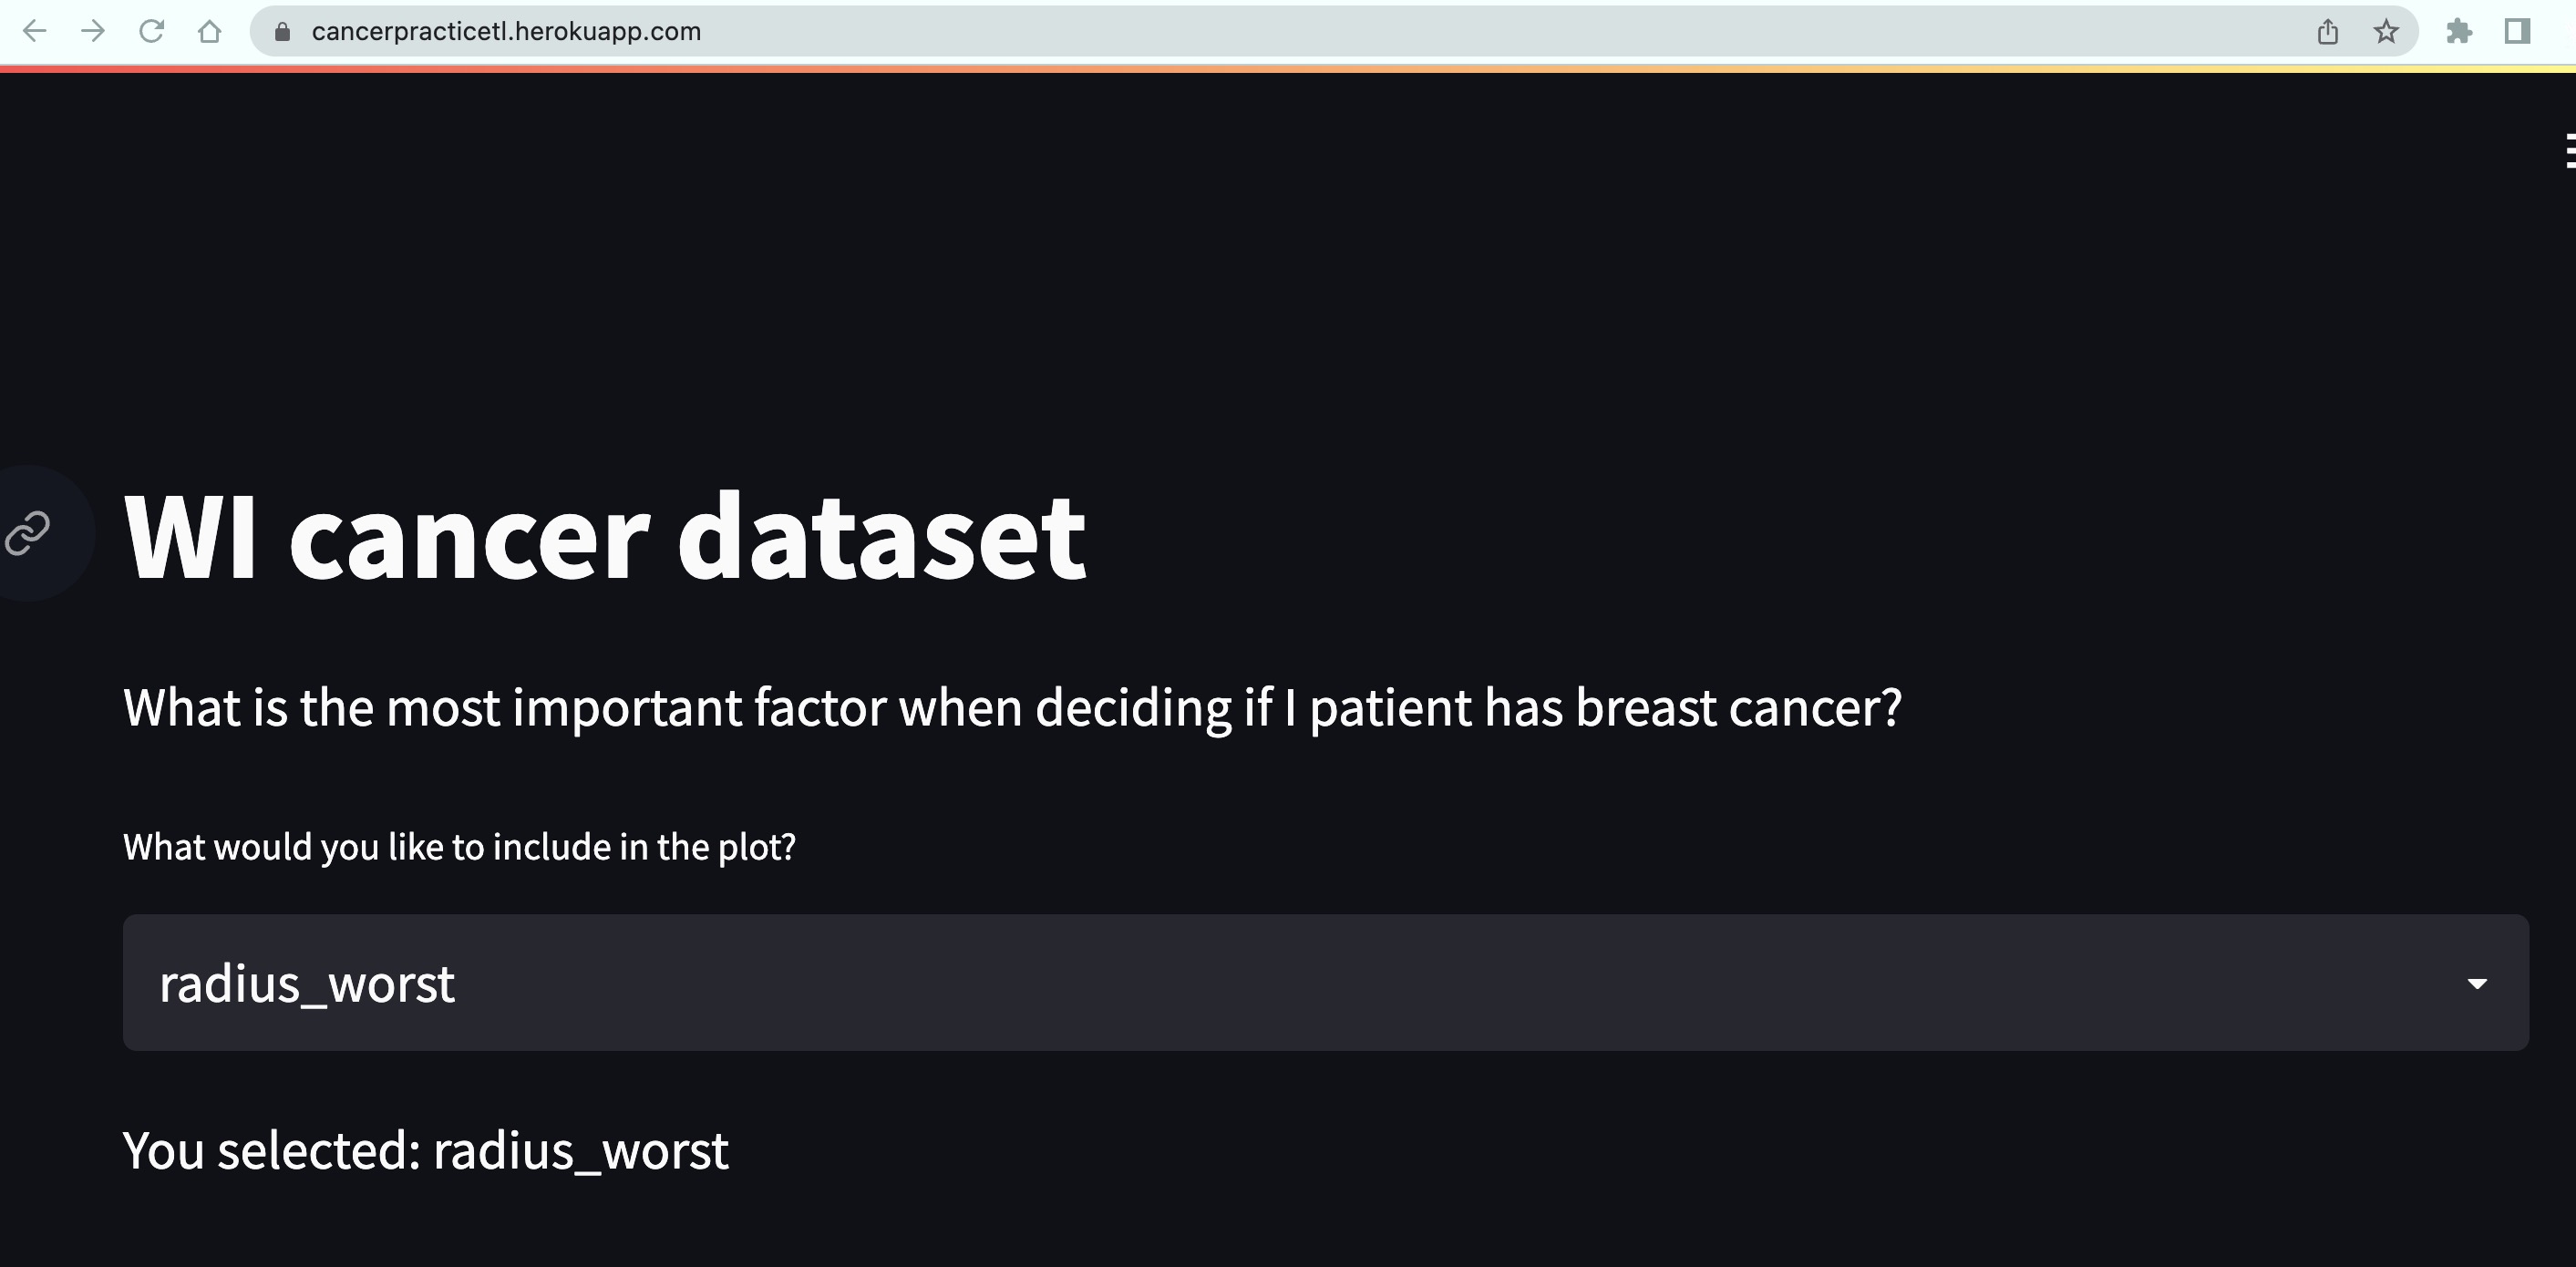 cancerpracticetl.herokuapp.com
WI cancer dataset
What is the most important factor when deciding if I patient has breast cancer?
What would you like to include in the plot?
radius_worst
You selected: radius_worst